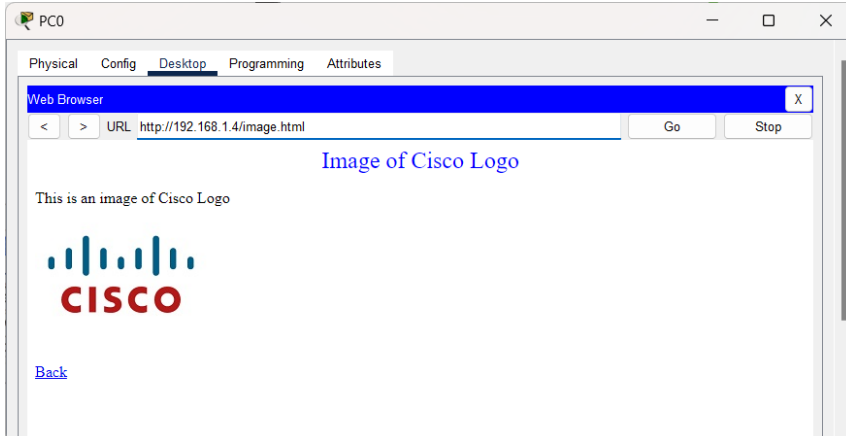 PC0
Physical Config Desktop Programming Attributes
Web Browser X
< > URL http://192.168.1.4/image.html Go Stop
Image of Cisco Logo
This is an image of Cisco Logo
CISCO
Back